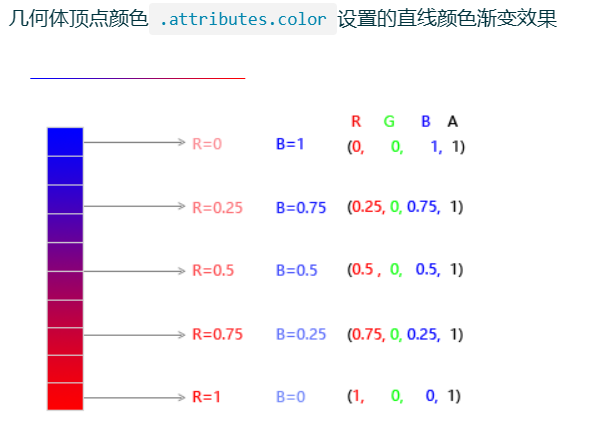 几何体顶点颜色 .attributes.color 设置的直线颜色渐变效果
R G B A
R=0 B=1 (0, 0, 1, 1)
R=0.25 B=0.75 (0.25, 0, 0.75, 1)
R=0.5 B=0.5 (0.5 , 0, 0.5, 1)
R=0.75 B=0.25 (0.75, 0, 0.25, 1)
R=1 B=0 (1, 0, 0, 1)